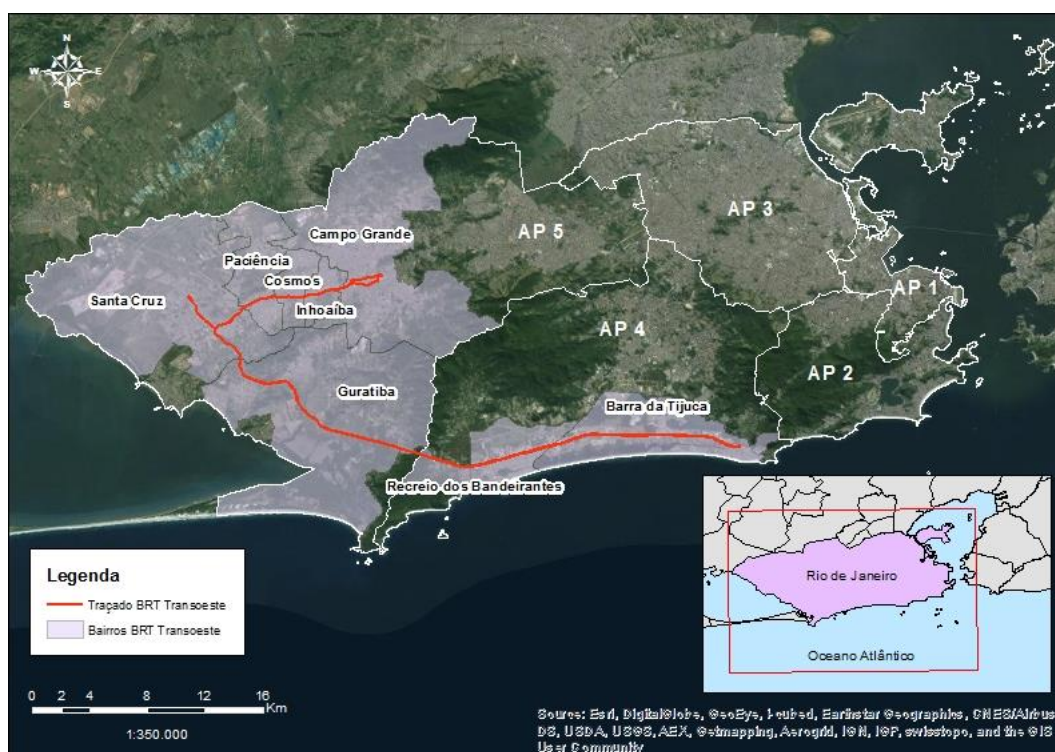 N
W E
S
Campo Grande
AP 5
AP 3
Paciência
Cosmos
Santa Cruz
Inhoaíba
AP 1
AP 4
AP 2
Guratiba
Barra da Tijuca
Recreio dos Bandeirantes
Legenda
Traçado BRT Transoeste
Bairros BRT Transoeste
Rio de Janeiro
Oceano Atlântico
0 2 4 8 12 16
Km
1:350.000
Source: Esri, DigitalGlobe, GeoEye, i-cubed, Earthstar Geographics, CNES/Airbus
DS, USDA, USGS, AEX, Getmapping, Aerogrid, IGN, IGP, swisstopo, and the GIS
User Community